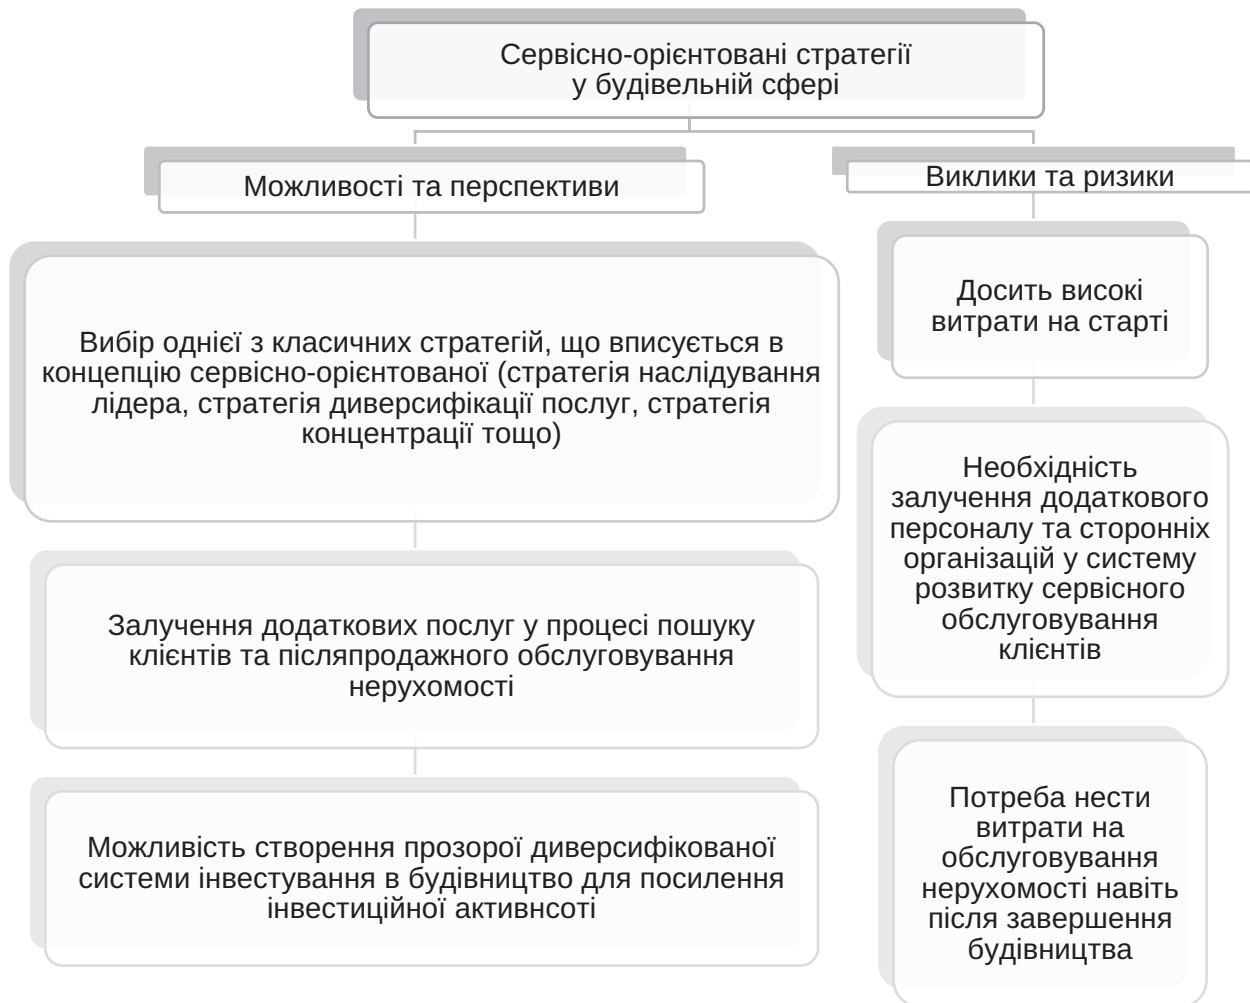 Сервісно-орієнтовані стратегії
у будівельній сфері
Можливості та перспективи
Вибір однієї з класичних стратегій, що вписується в
концепцію сервісно-орієнтованої (стратегія наслідування
лідера, стратегія диверсифікації послуг, стратегія
концентрації тощо)
Залучення додаткових послуг у процесі пошуку
клієнтів та післяпродажного обслуговування
нерухомості
Можливість створення прозорої диверсифікованої
системи інвестування в будівництво для посилення
інвестиційної активнсоті
Виклики та ризики
Досить високі
витрати на старті
Необхідність
залучення додаткового
персоналу та сторонніх
організацій у систему
розвитку сервісного
обслуговування
клієнтів
Потреба нести
витрати на
обслуговування
нерухомості навіть
після завершення
будівництва